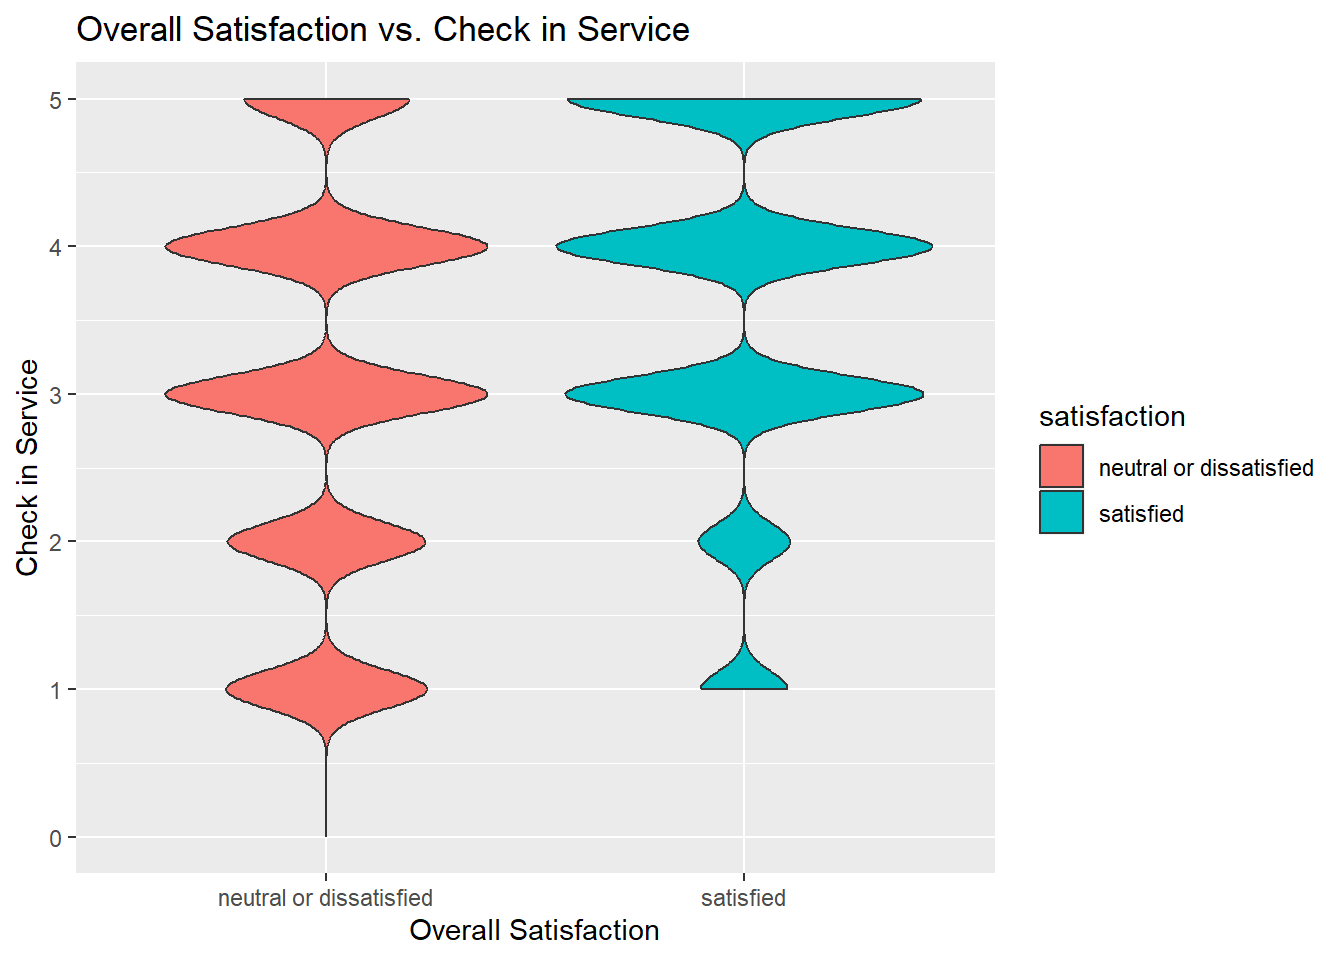 Overall Satisfaction vs. Check in Service
5
4
3
2
1
0
Check in Service
neutral or dissatisfied
satisfied
Overall Satisfaction
satisfaction
neutral or dissatisfied
satisfied